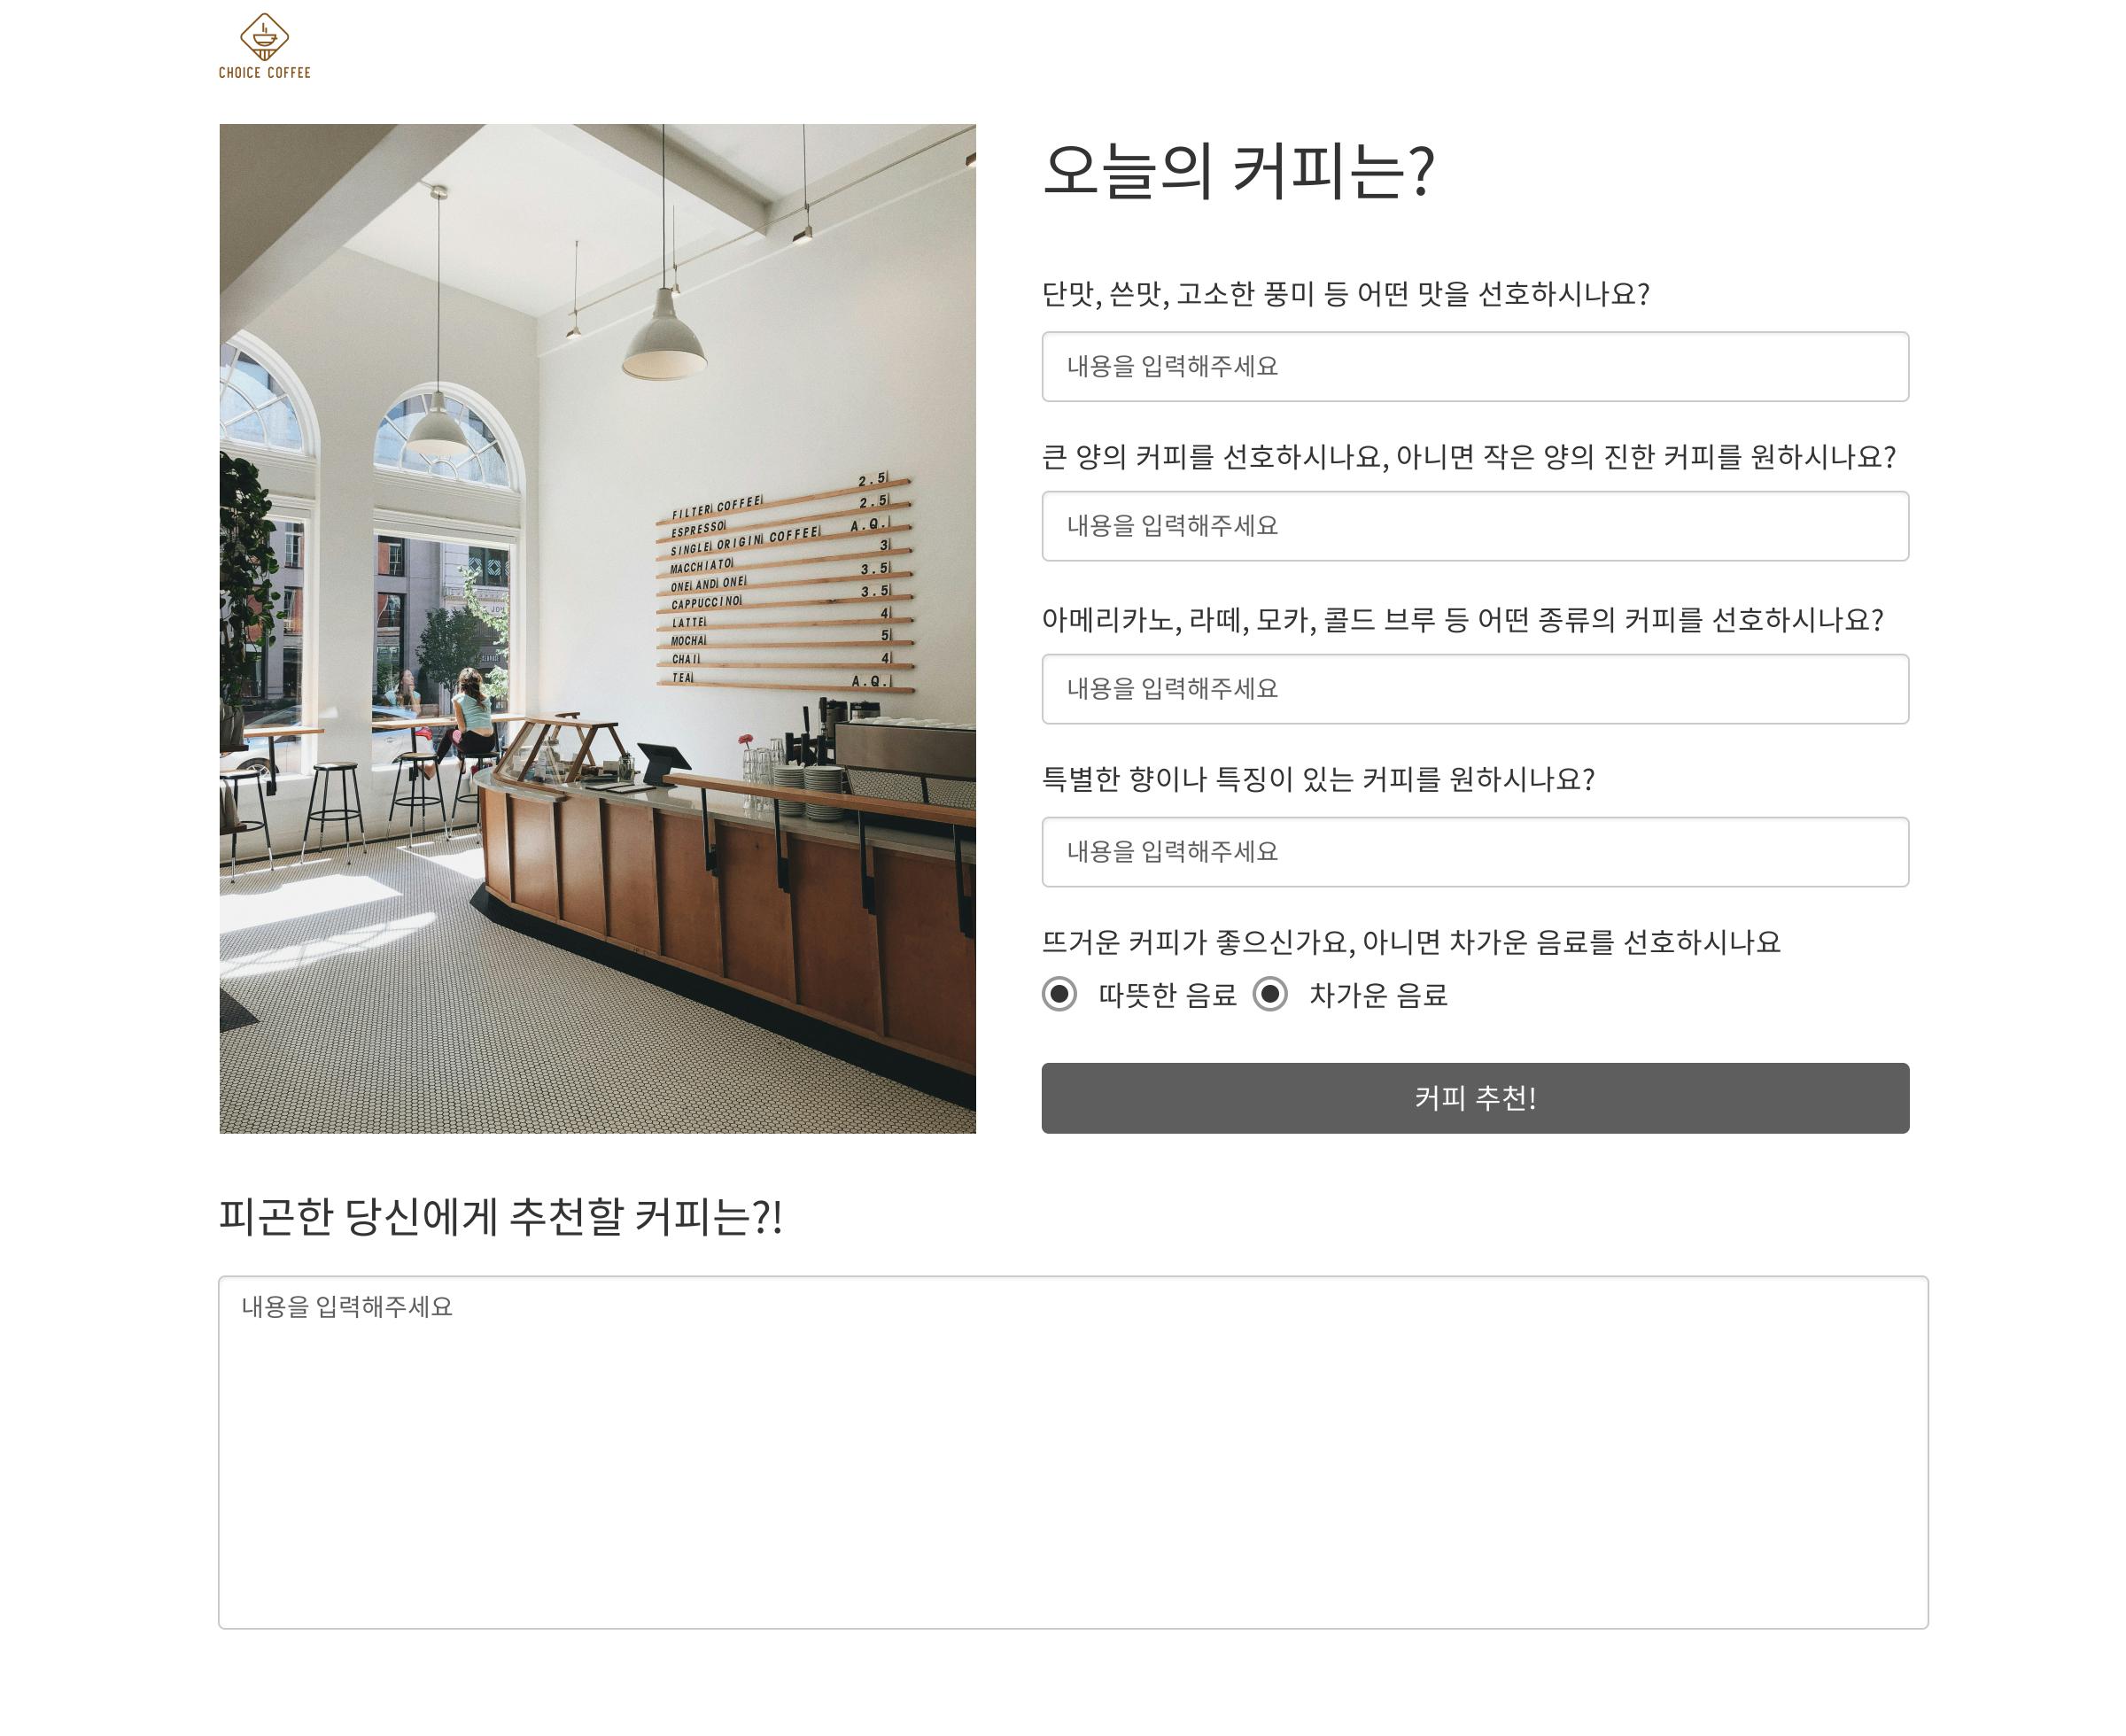 CHOICE COFFEE
오늘의 커피는?
단맛, 쓴맛, 고소한 풍미 등 어떤 맛을 선호하시나요?
내용을 입력해주세요
큰 양의 커피를 선호하시나요, 아니면 작은 양의 진한 커피를 원하시나요?
내용을 입력해주세요
아메리카노, 라떼, 모카, 콜드 브루 등 어떤 종류의 커피를 선호하시나요?
내용을 입력해주세요
특별한 향이나 특징이 있는 커피를 원하시나요?
내용을 입력해주세요
뜨거운 커피가 좋으신가요, 아니면 차가운 음료를 선호하시나요
따뜻한 음료 차가운 음료
커피 추천!
FILTER COFFEE 2.5
ESPRESSO 2.5
SINGLE ORIGIN COFFEE A.Q.
MACCHIATO 3
ONE AND ONE 3.5
CAPPUCCINO 3.5
LATTE 4
MOCHA 5
CHAI 4
TEA A.Q.
피곤한 당신에게 추천할 커피는?!
내용을 입력해주세요